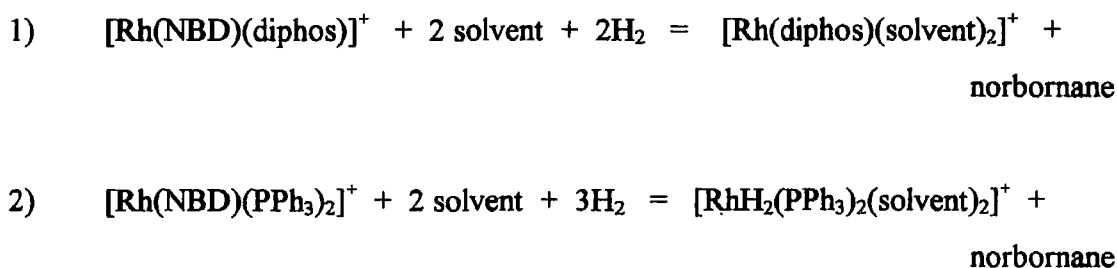 1) [Rh(NBD)(diphos)]⁺ + 2 solvent + 2H₂ = [Rh(diphos)(solvent)₂]⁺ +
norbornane
2) [Rh(NBD)(PPh₃)₂]⁺ + 2 solvent + 3H₂ = [RhH₂(PPh₃)₂(solvent)₂]⁺ +
norbornane